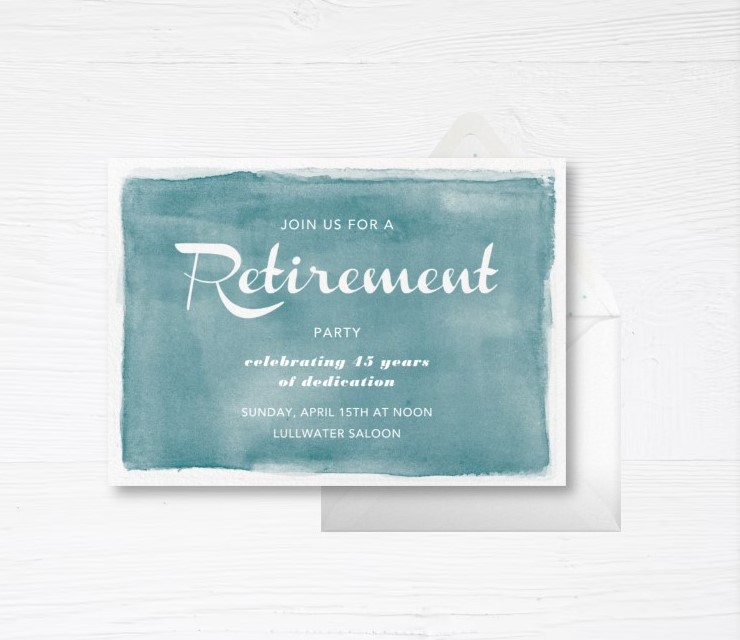 JOIN US FOR A
Retirement
PARTY
celebrating 45 years
of dedication
SUNDAY, APRIL 15TH AT NOON
LULLWATER SALOON